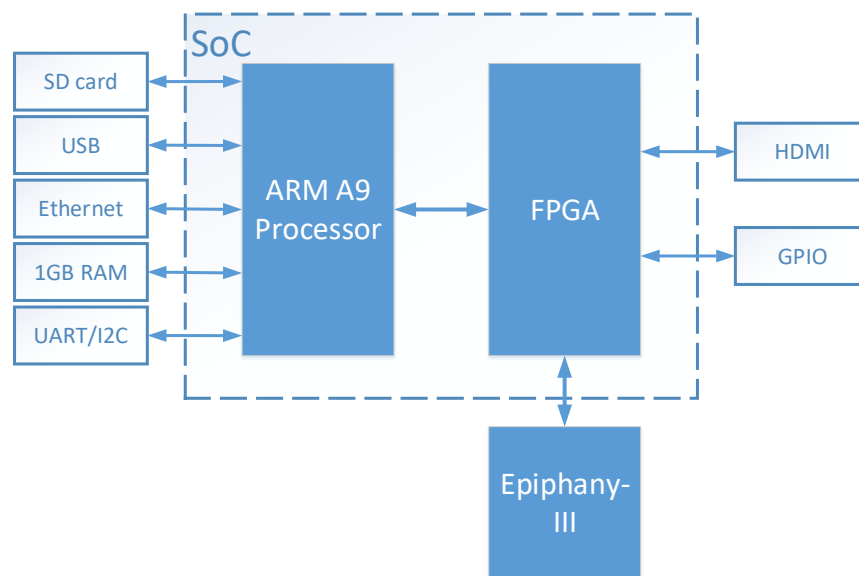 SoC
SD card
USB
Ethernet
1GB RAM
UART/I2C
ARM A9
Processor
FPGA
HDMI
GPIO
Epiphany-
III